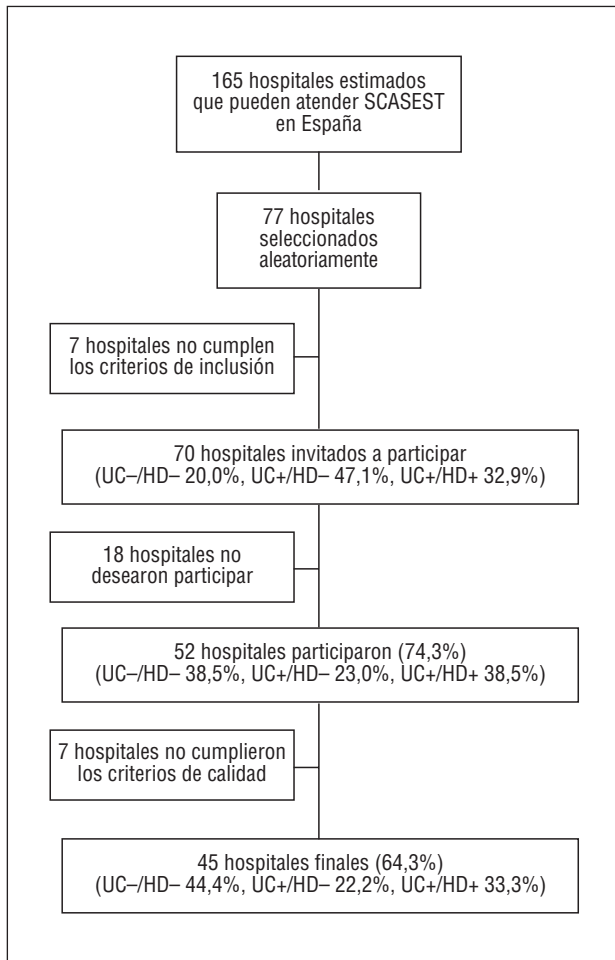 165 hospitales estimados
que pueden atender SCASEST
en España
77 hospitales
seleccionados
aleatoriamente
7 hospitales no cumplen
los criterios de inclusión
70 hospitales invitados a participar
(UC–/HD– 20,0%, UC+/HD– 47,1%, UC+/HD+ 32,9%)
18 hospitales no
desearon participar
52 hospitales participaron (74,3%)
(UC–/HD– 38,5%, UC+/HD– 23,0%, UC+/HD+ 38,5%)
7 hospitales no cumplieron
los criterios de calidad
45 hospitales finales (64,3%)
(UC–/HD– 44,4%, UC+/HD– 22,2%, UC+/HD+ 33,3%)